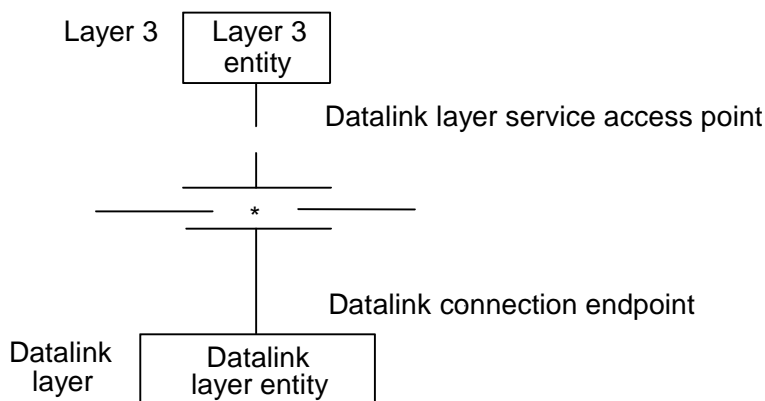 Layer 3
Layer 3
entity
Datalink layer service access point
*
Datalink connection endpoint
Datalink
layer
Datalink
layer entity